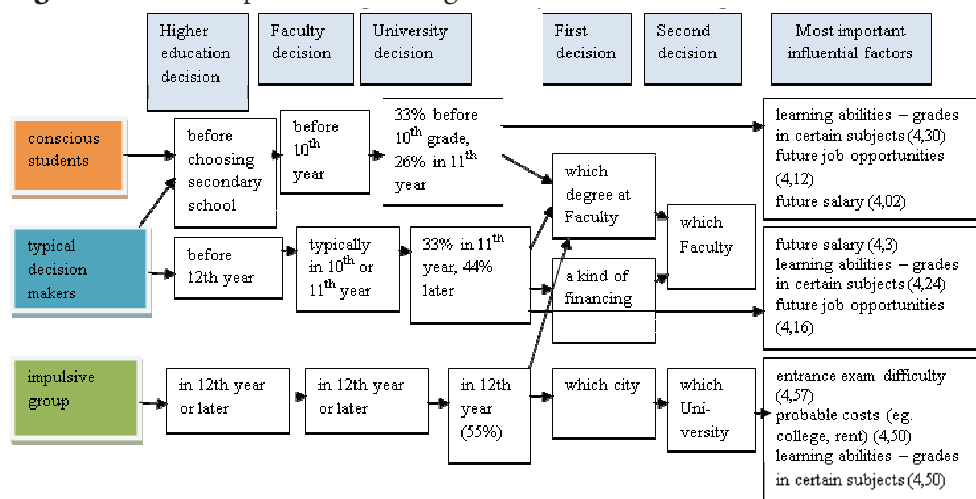 Higher
education
decision
Faculty
decision
University
decision
First
decision
Second
decision
Most important
influential factors
conscious
students
before
choosing
secondary
school
before
10th
year
33% before
10th grade,
26% in 11th
year
which
degree at
Faculty
which
Faculty
learning abilities – grades
in certain subjects (4,30)
future job opportunities
(4,12)
future salary (4,02)
typical
decision
makers
before
12th year
typically
in 10th or
11th year
33% in 11th
year, 44%
later
a kind of
financing
future salary (4,3)
learning abilities – grades
in certain subjects (4,24)
future job opportunities
(4,16)
impulsive
group
in 12th year
or later
in 12th year
or later
in 12th
year
(55%)
which city
which
Uni-
versity
entrance exam difficulty
(4,57)
probable costs (eg.
college, rent) (4,50)
learning abilities – grades
in certain subjects (4,50)